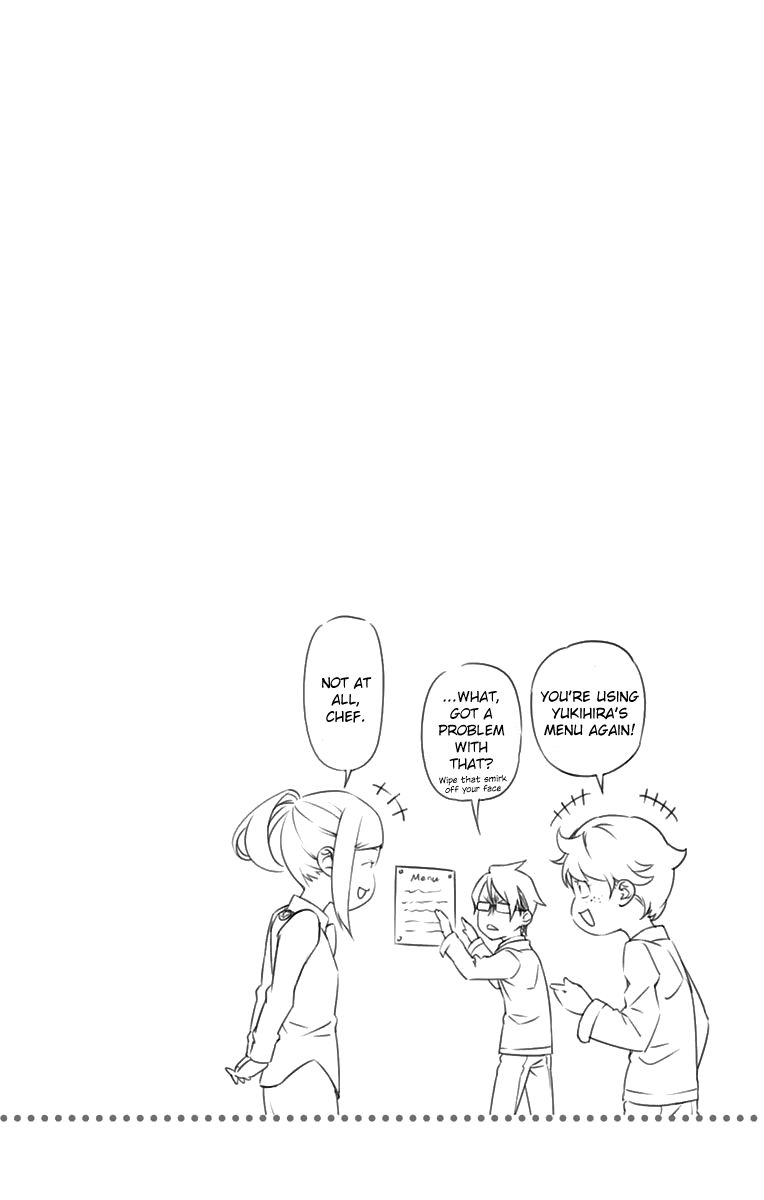 YOU'RE USING
YUKIHIRA'S
MENU AGAIN!
...WHAT,
GOT A
PROBLEM
WITH
THAT?
Wipe that smirk
off your face
NOT AT
ALL,
CHEF.
Menu